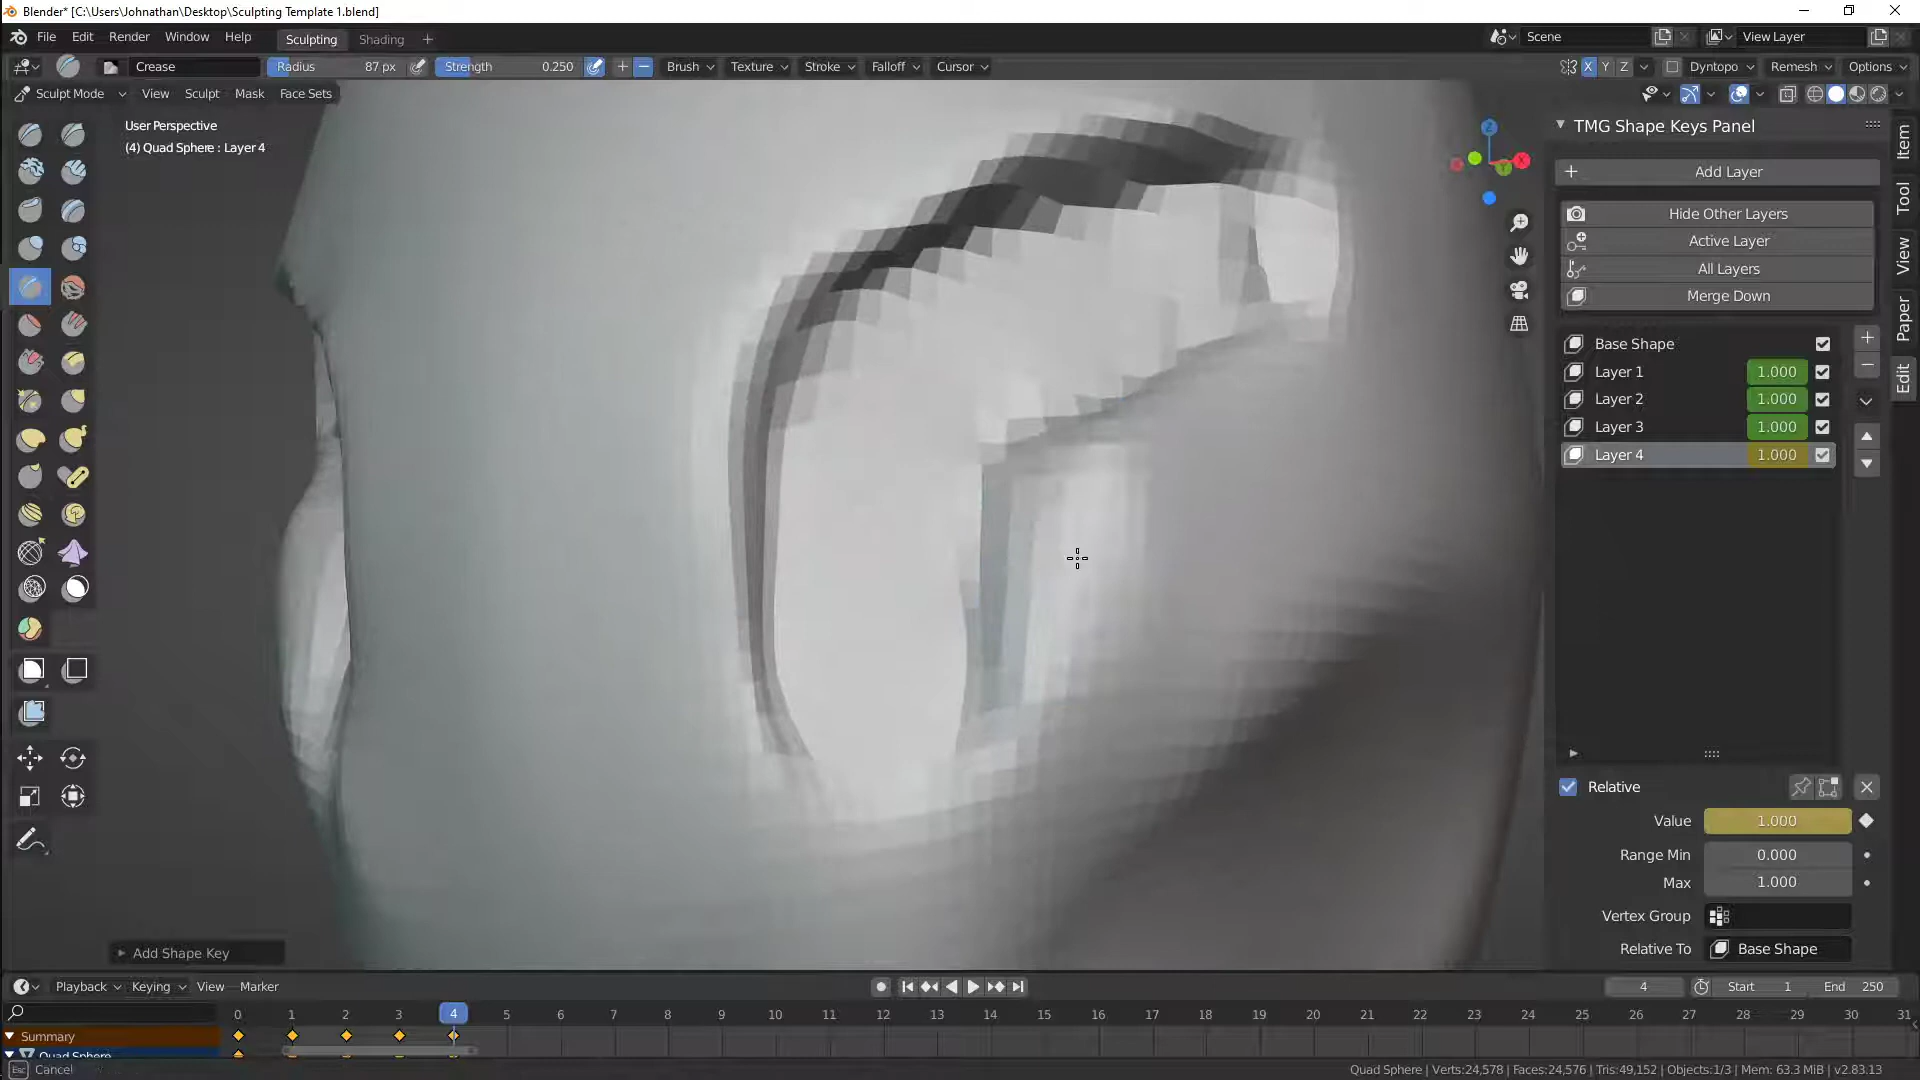 Blender* [C:\Users\Johnathan\Desktop\Sculpting Template 1.blend]
File Edit Render Window Help Sculpting Shading + Scene View Layer
Crease Radius 87 px Strength 0.250 Brush Texture Stroke Falloff Cursor X Y Z Dyntopo Remesh Options
Sculpt Mode View Sculpt Mask Face Sets
User Perspective
(4) Quad Sphere : Layer 4
Z
X
Y
TMG Shape Keys Panel
Add Layer
Hide Other Layers
Active Layer
All Layers
Merge Down
Base Shape
Layer 1 1.000
Layer 2 1.000
Layer 3 1.000
Layer 4 1.000
Relative
Value 1.000
Range Min 0.000
Max 1.000
Vertex Group
Relative To Base Shape
Item
Tool
View
Paper
Edit
Add Shape Key
Playback Keying View Marker 4 Start 1 End 250
0 1 2 3 4 5 6 7 8 9 10 11 12 13 14 15 16 17 18 19 20 21 22 23 24 25 26 27 28 29 30 31
Summary
Quad Sphere
Esc Cancel Quad Sphere | Verts:24,578 | Faces:24,576 | Tris:49,152 | Objects:1/3 | Mem: 63.3 MiB | v2.83.13